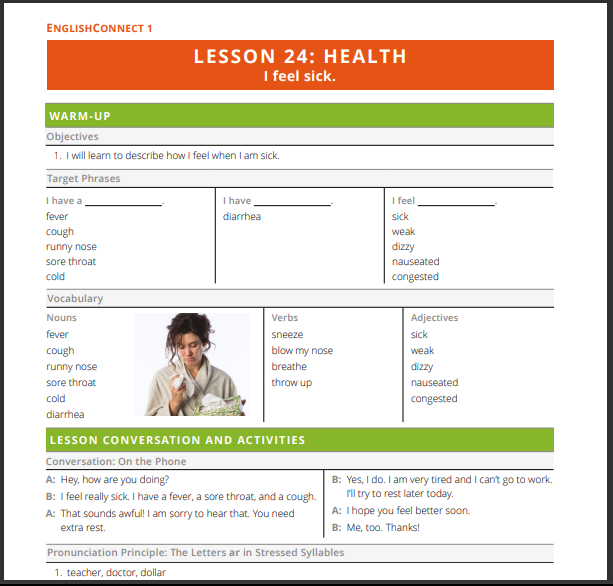 ENGLISHCONNECT 1
LESSON 24: HEALTH
I feel sick.
WARM-UP
Objectives
1. I will learn to describe how I feel when I am sick.
Target Phrases
I have a ____________.
fever
cough
runny nose
sore throat
cold
I have ____________.
diarrhea
I feel ____________.
sick
weak
dizzy
nauseated
congested
Vocabulary
Nouns
fever
cough
runny nose
sore throat
cold
diarrhea
Verbs
sneeze
blow my nose
breathe
throw up
Adjectives
sick
weak
dizzy
nauseated
congested
LESSON CONVERSATION AND ACTIVITIES
Conversation: On the Phone
A: Hey, how are you doing?
B: I feel really sick. I have a fever, a sore throat, and a cough.
A: That sounds awful! I am sorry to hear that. You need
extra rest.
B: Yes, I do. I am very tired and I can't go to work.
I'll try to rest later today.
A: I hope you feel better soon.
B: Me, too. Thanks!
Pronunciation Principle: The Letters ar in Stressed Syllables
1. teacher, doctor, dollar